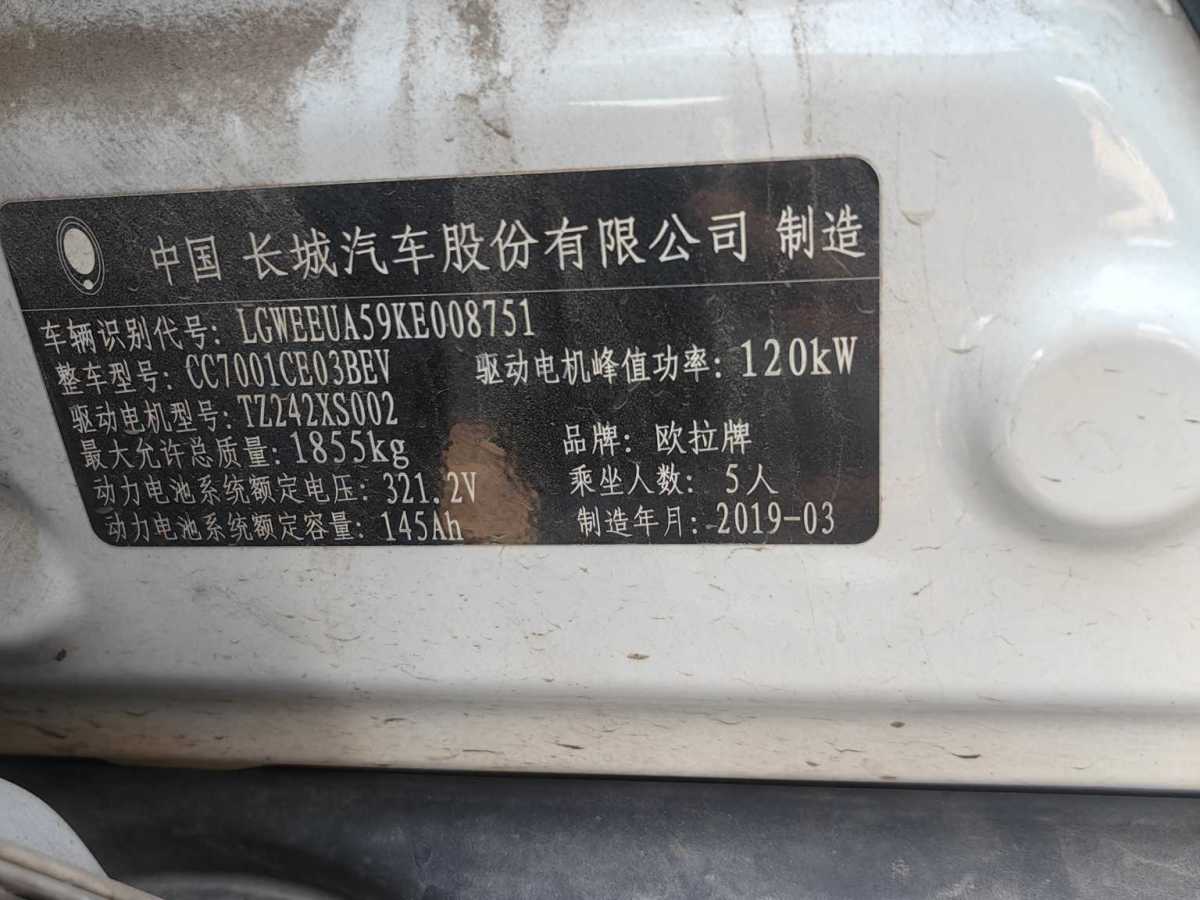 中国 长城汽车股份有限公司 制造
车辆识别代号: LGWEEUA59KE008751
整车型号: CC7001CE03BEV 驱动电机峰值功率: 120kW
驱动电机型号: TZ242XS002
最大允许总质量: 1855kg 品牌: 欧拉牌
动力电池系统额定电压: 321.2V 乘坐人数: 5人
动力电池系统额定容量: 145Ah 制造年月: 2019-03